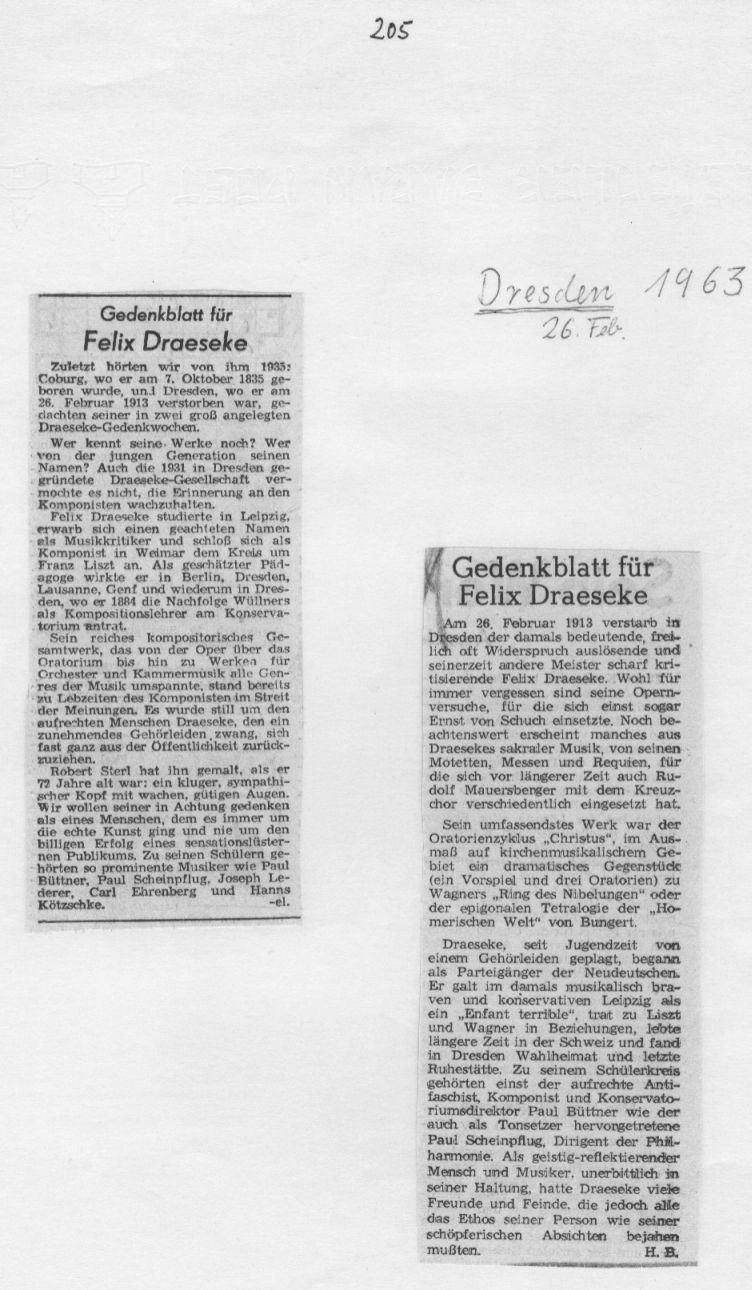 205
Dresden 1963
26. Feb.
Gedenkblatt für
Felix Draeseke
Zuletzt hörten wir von ihm 1935:
Coburg, wo er am 7. Oktober 1835 ge-
boren wurde, und Dresden, wo er am
26. Februar 1913 verstorben war, ge-
dachten seiner in zwei groß angelegten
Draeseke-Gedenkwochen.
Wer kennt seine Werke noch? Wer
von der jungen Generation seinen
Namen? Auch die 1931 in Dresden ge-
gründete Draeseke-Gesellschaft ver-
mochte es nicht, die Erinnerung an den
Komponisten wachzuhalten.
Felix Draeseke studierte in Leipzig,
erwarb sich einen geachteten Namen
als Musikkritiker und schloß sich als
Komponist in Weimar dem Kreis um
Franz Liszt an. Als geschätzter Päd-
agoge wirkte er in Berlin, Dresden,
Lausanne, Genf und wiederum in Dres-
den, wo er 1884 die Nachfolge Wüllners
als Kompositionslehrer am Konserva-
torium antrat.
Sein reiches kompositorisches Ge-
samtwerk, das von der Oper über das
Oratorium bis hin zu Werken für
Orchester und Kammermusik alle Gen-
res der Musik umspannte, stand bereits
zu Lebzeiten des Komponisten im Streit
der Meinungen. Es wurde still um den
aufrechten Menschen Draeseke, den ein
zunehmendes Gehörleiden zwang, sich
fast ganz aus der Öffentlichkeit zurück-
zuziehen.
Robert Sterl hat ihn gemalt, als er
72 Jahre alt war: ein kluger, sympathi-
scher Kopf mit wachen, gütigen Augen.
Wir wollen seiner in Achtung gedenken
als eines Menschen, dem es immer um
die echte Kunst ging und nie um den
billigen Erfolg eines sensationslüster-
nen Publikums. Zu seinen Schülern ge-
hörten so prominente Musiker wie Paul
Büttner, Paul Scheinpflug, Joseph Le-
derer, Carl Ehrenberg und Hanns
Kötzschke. -el.
Gedenkblatt für
Felix Draeseke
Am 26. Februar 1913 verstarb in
Dresden der damals bedeutende, frei-
lich oft Widerspruch auslösende und
seinerzeit andere Meister scharf kri-
tisierende Felix Draeseke. Wohl für
immer vergessen sind seine Opern-
versuche, für die sich einst sogar
Ernst von Schuch einsetzte. Noch be-
achtenswert erscheint manches aus
Draesekes sakraler Musik, von seinen
Motetten, Messen und Requien, für
die sich vor längerer Zeit auch Ru-
dolf Mauersberger mit dem Kreuz-
chor verschiedentlich eingesetzt hat.
Sein umfassendstes Werk war der
Oratorienzyklus „Christus“, im Aus-
maß auf kirchenmusikalischem Ge-
biet ein dramatisches Gegenstück
(ein Vorspiel und drei Oratorien) zu
Wagners „Ring des Nibelungen“ oder
der epigonalen Tetralogie der „Ho-
merischen Welt“ von Bungert.
Draeseke, seit Jugendzeit von
einem Gehörleiden geplagt, begann
als Parteigänger der Neudeutschen.
Er galt im damals musikalisch bra-
ven und konservativen Leipzig als
ein „Enfant terrible“, trat zu Liszt
und Wagner in Beziehungen, lebte
längere Zeit in der Schweiz und fand
in Dresden Wahlheimat und letzte
Ruhestätte. Zu seinem Schülerkreis
gehörten einst der aufrechte Anti-
faschist, Komponist und Konservato-
riumsdirektor Paul Büttner wie der
auch als Tonsetzer hervorgetretene
Paul Scheinpflug, Dirigent der Phil-
harmonie. Als geistig-reflektierender
Mensch und Musiker, unerbittlich in
seiner Haltung, hatte Draeseke viele
Freunde und Feinde, die jedoch alle
das Ethos seiner Person wie seiner
schöpferischen Absichten bejahen
mußten. H. B.